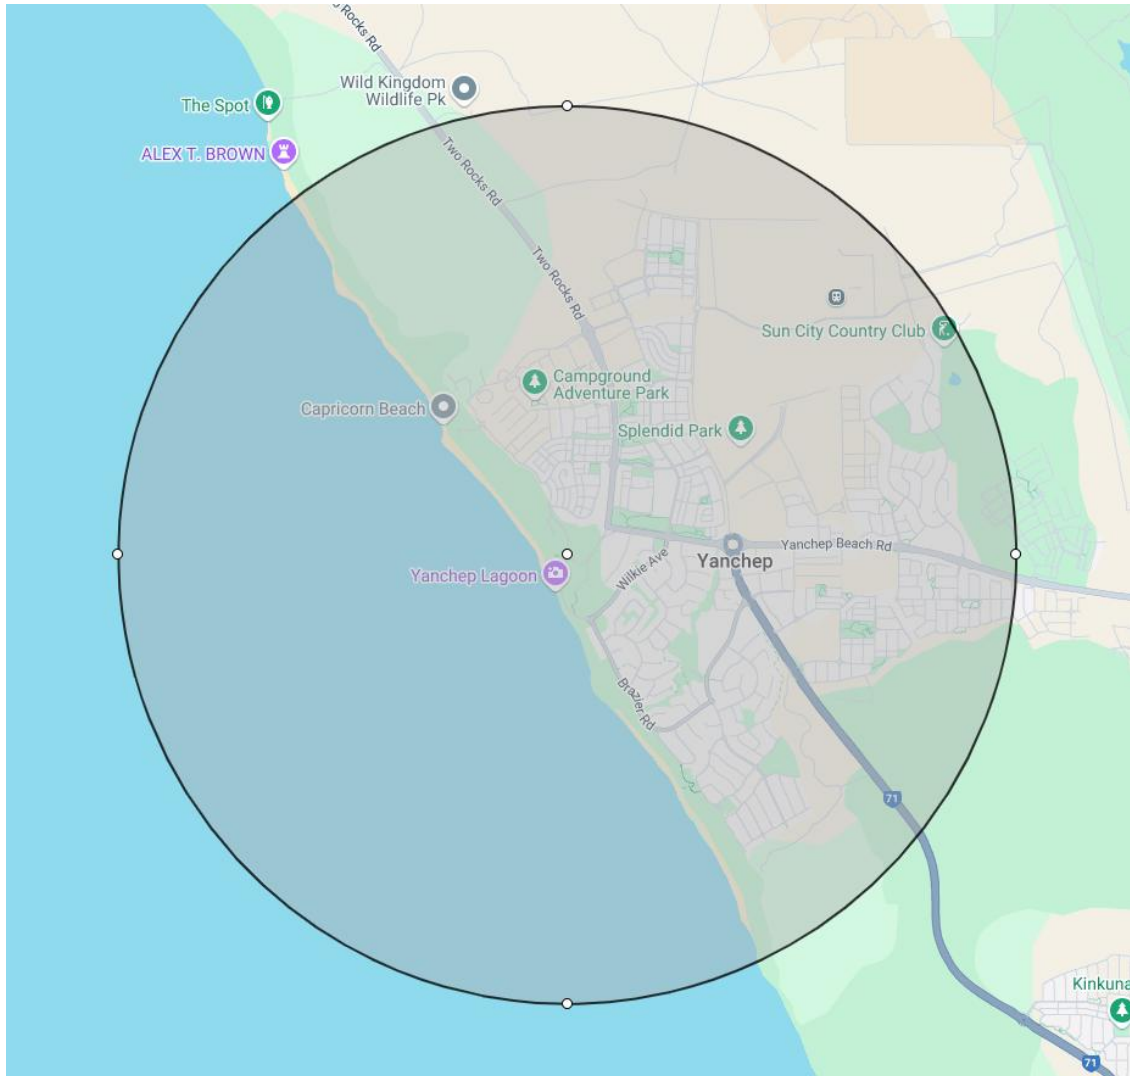 Rocks Rd
Wild Kingdom
Wildlife Pk
The Spot
ALEX T. BROWN
Two Rocks Rd
Two Rocks Rd
Sun City Country Club
Campground
Adventure Park
Capricorn Beach
Splendid Park
Yanchep Beach Rd
Yanchep
Wilkie Ave
Yanchep Lagoon
Brazier Rd
71
Kinkuna
71